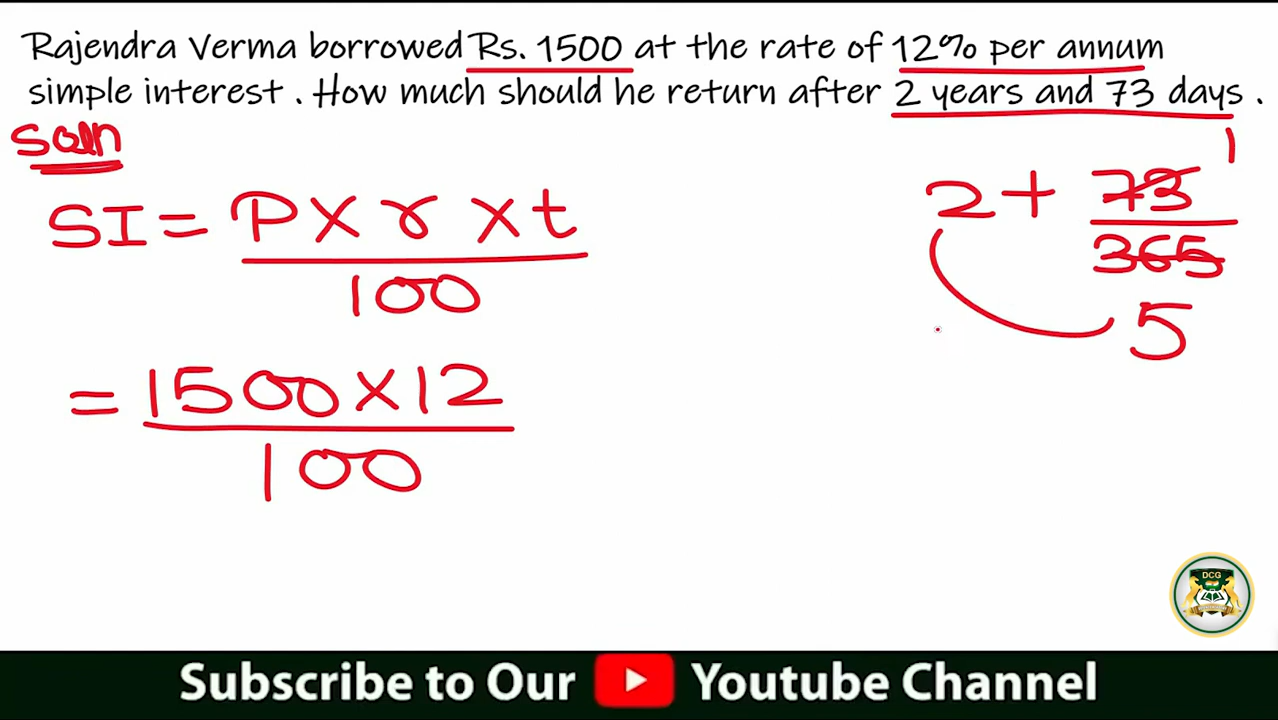 Rajendra Verma borrowed Rs. 1500 at the rate of 12% per annum
simple interest . How much should he return after 2 years and 73 days .
Soln
SI = P X r x t
100
= 1500 X 12
100
1
2 + 73
365
5
DCG
Subscribe to Our Youtube Channel